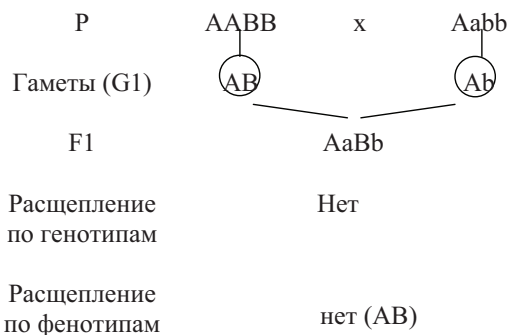 P AABB x Aabb
Гаметы (G1) AB Ab
F1 AaBb
Расщепление Нет
по генотипам
Расщепление
по фенотипам нет (AB)